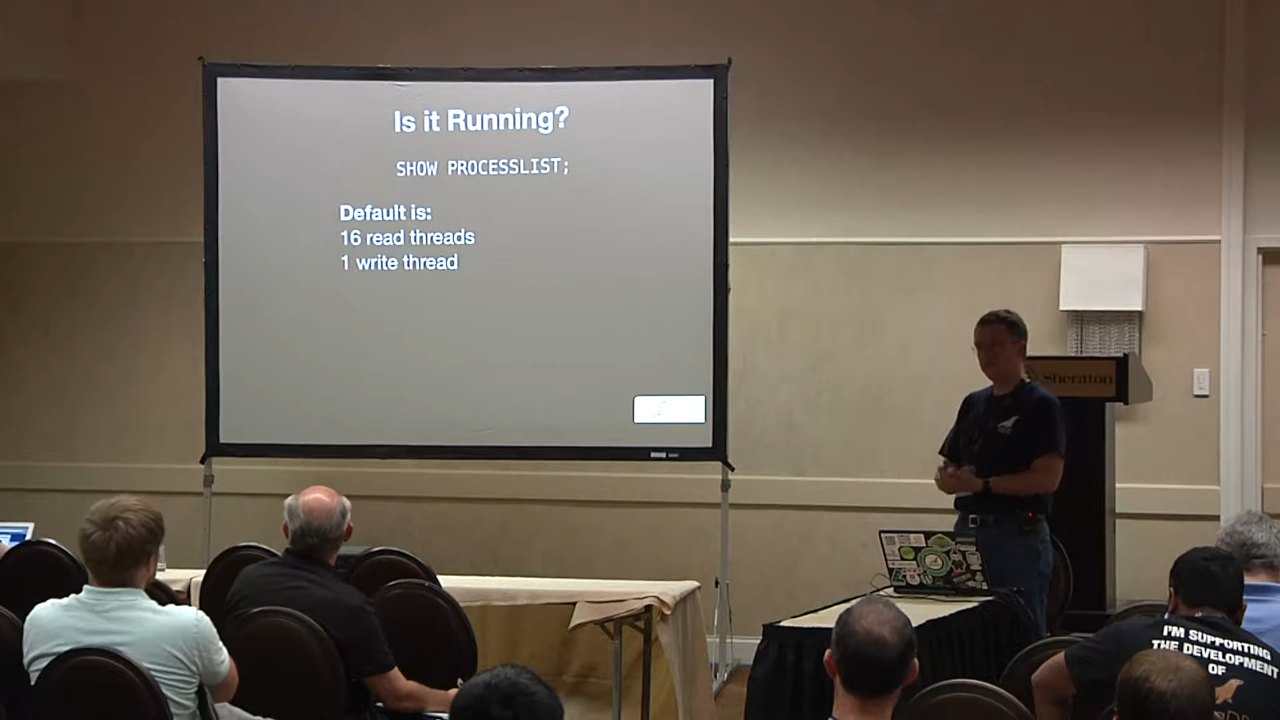 Is it Running?
SHOW PROCESSLIST;
Default is:
16 read threads
1 write thread
Sheraton
I'M SUPPORTING
THE DEVELOPMENT
OF